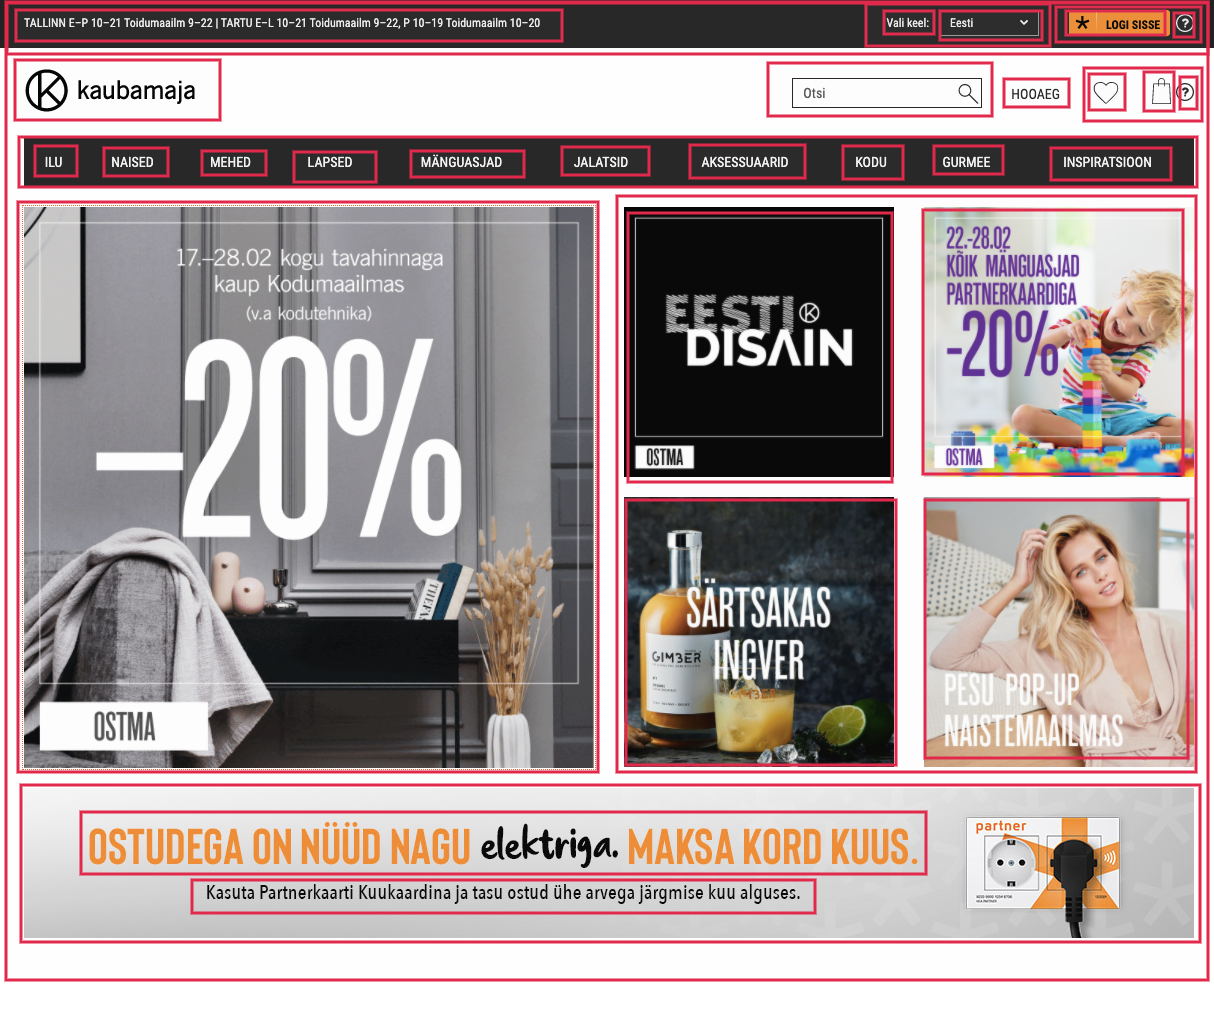 TALLINN E–P 10–21 Toidumaailm 9–22 | TARTU E–L 10–21 Toidumaailm 9–22, P 10–19 Toidumaailm 10–20
Vali keel:
Eesti
LOGI SISSE
?
kaubamaja
Otsi
HOOAEG
?
ILU
NAISED
MEHED
LAPSED
MÄNGUASJAD
JALATSID
AKSESSUAARID
KODU
GURMEE
INSPIRATSIOON
17.–28.02 kogu tavahinnaga
kaup Kodumaailmas
(v.a kodutehnika)
–20%
OSTMA
EESTI
DISAIN
OSTMA
22.-28.02
KÕIK MÄNGUASJAD
PARTNERKAARDIGA
-20%
OSTMA
SÄRTSAKAS
INGVER
GIMBER
PESU POP-UP
NAISTEMAAILMAS
OSTUDEGA ON NÜÜD NAGU elektriga. MAKSA KORD KUUS.
Kasuta Partnerkaarti Kuukaardina ja tasu ostud ühe arvega järgmise kuu alguses.
partner